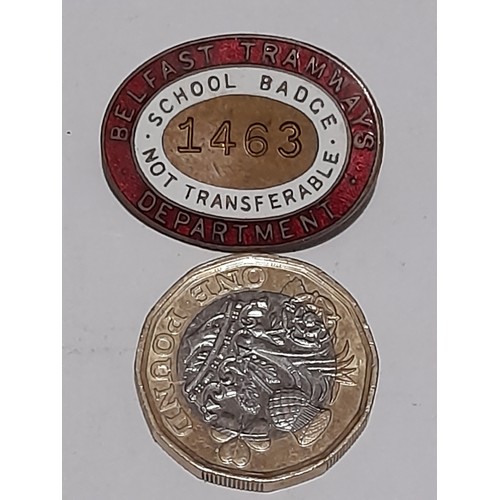 BELFAST TRAMWAYS
· SCHOOL BADGE ·
1463
NOT TRANSFERABLE
· DEPARTMENT ·
ONE POUND